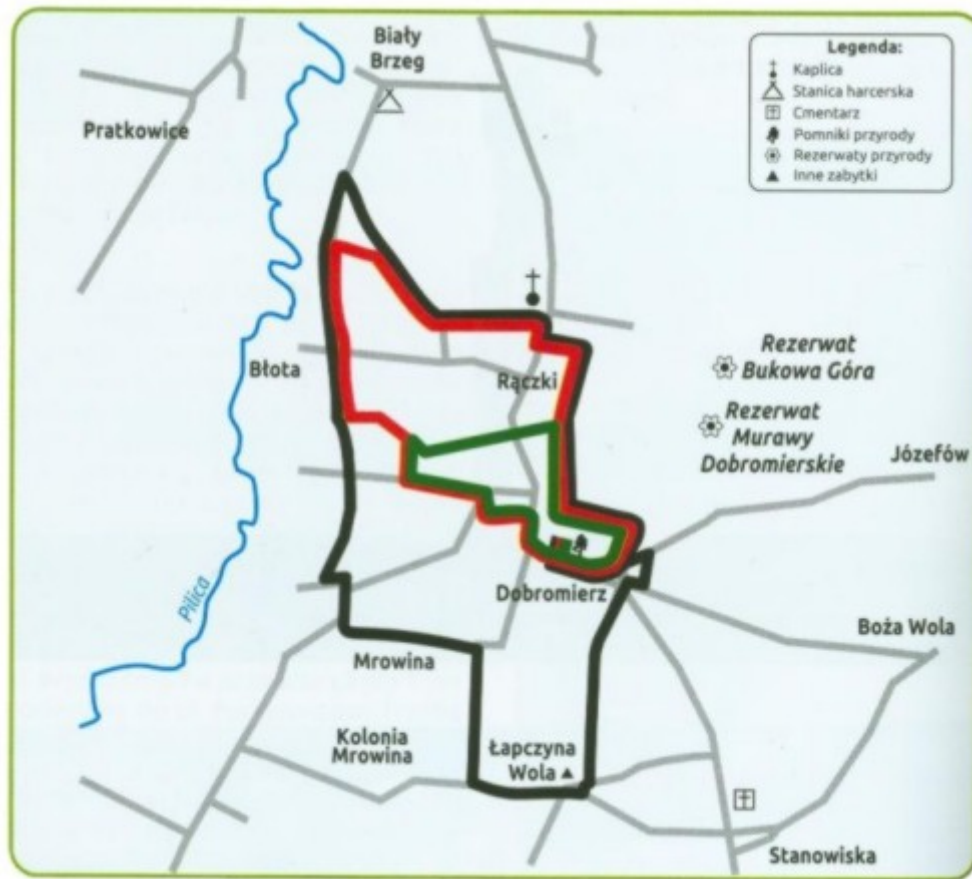 Biały
Brzeg
Legenda:
Kaplica
Stanica harcerska
Cmentarz
Pomniki przyrody
Rezerwaty przyrody
Inne zabytki
Pratkowice
Błota
Rączki
Rezerwat
Bukowa Góra
Rezerwat
Murawy
Dobromierskie
Józefów
Pilica
Dobromierz
Boża Wola
Mrowina
Kolonia
Mrowina
Łapczyna
Wola
Stanowiska